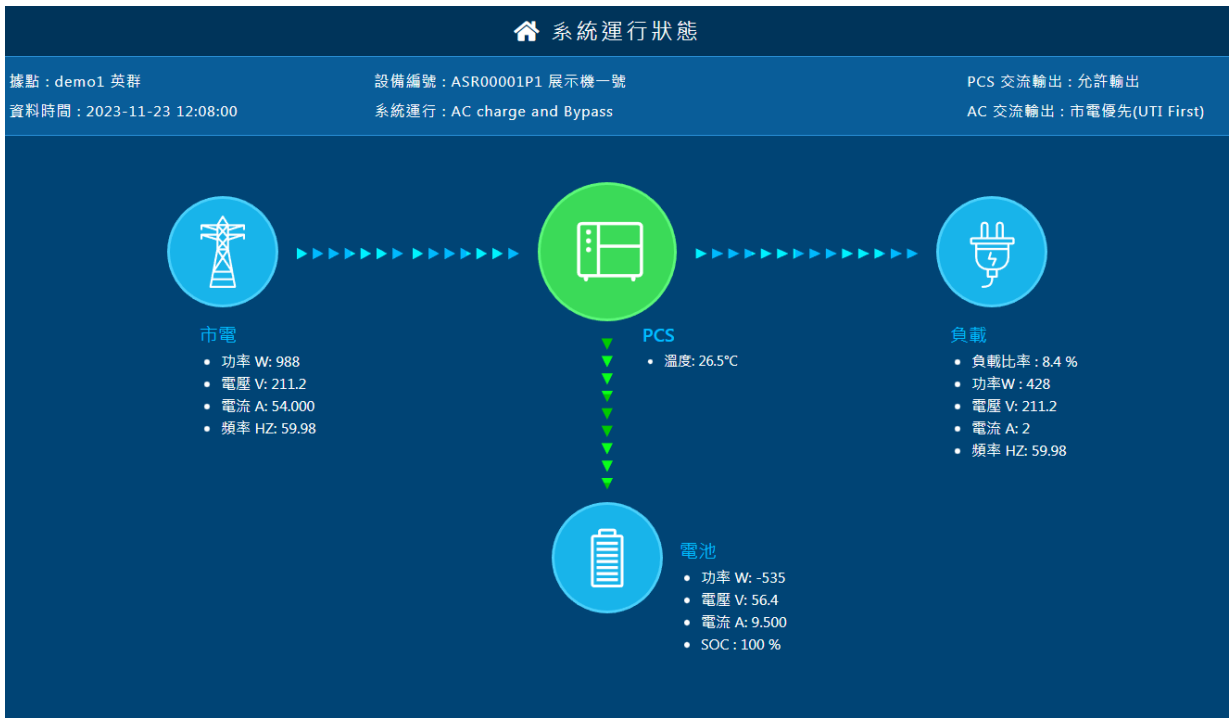 系統運行狀態
據點 : demo1 英群
設備編號 : ASR00001P1 展示機一號
PCS 交流輸出 : 允許輸出
資料時間 : 2023-11-23 12:08:00
系統運行 : AC charge and Bypass
AC 交流輸出 : 市電優先(UTI First)
市電
功率 W: 988
電壓 V: 211.2
電流 A: 54.000
頻率 HZ: 59.98
PCS
溫度: 26.5°C
負載
負載比率 : 8.4 %
功率W : 428
電壓 V: 211.2
電流 A: 2
頻率 HZ: 59.98
電池
功率 W: -535
電壓 V: 56.4
電流 A: 9.500
SOC : 100 %